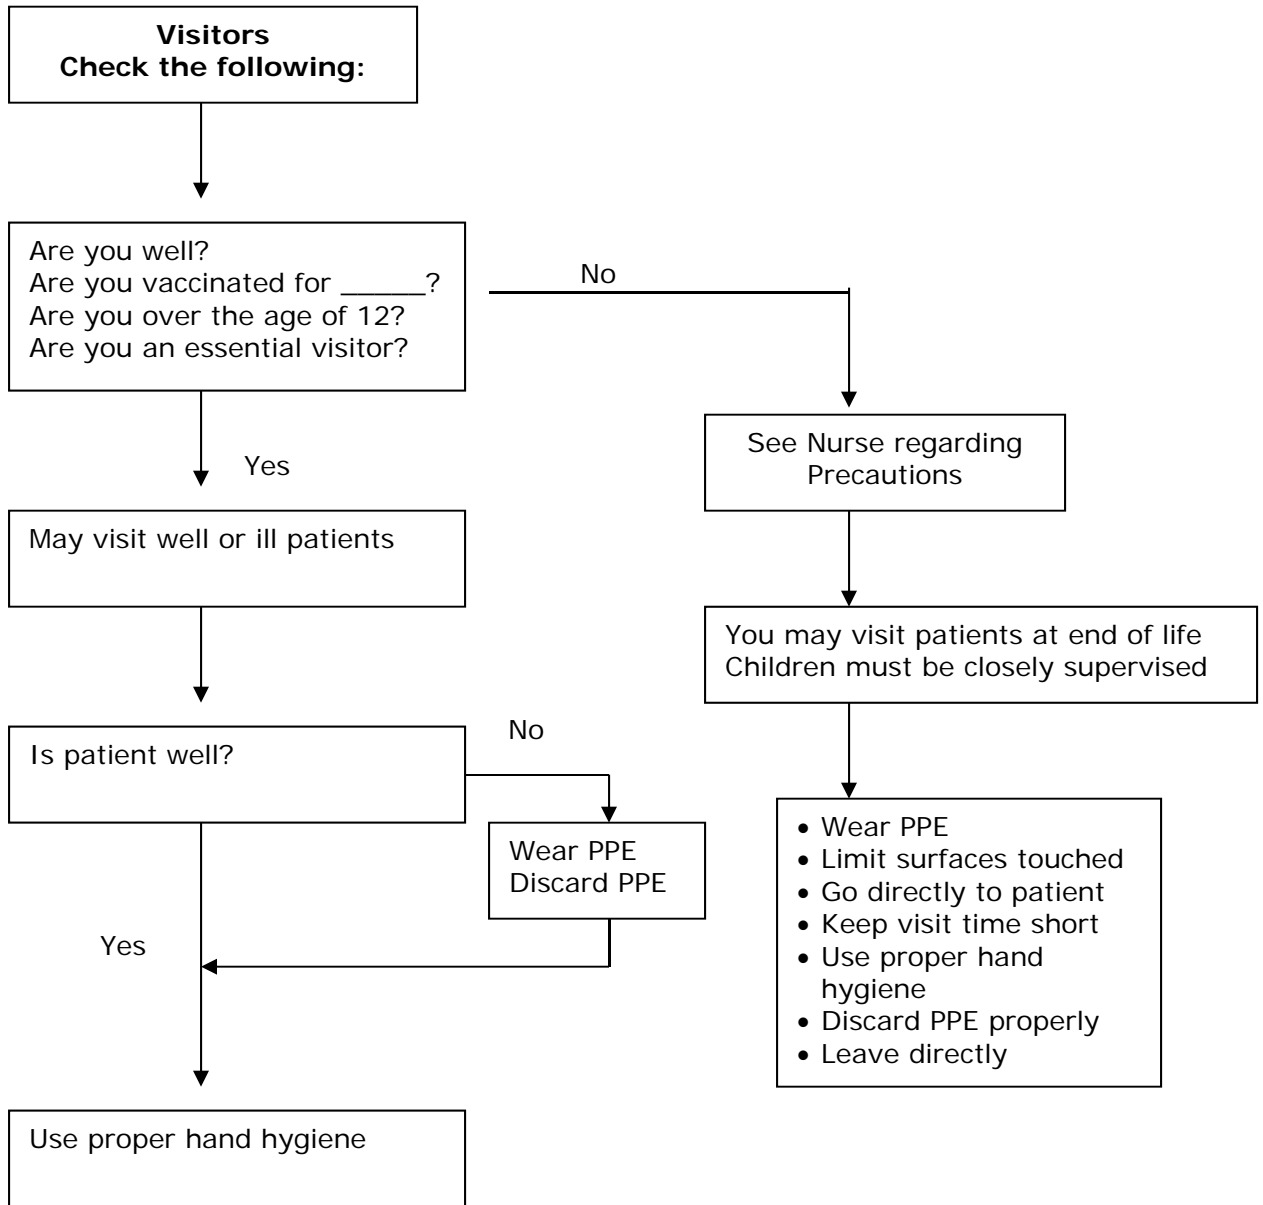 Visitors
Check the following:
Are you well?
Are you vaccinated for _____?
Are you over the age of 12?
Are you an essential visitor?
No
See Nurse regarding
Precautions
Yes
May visit well or ill patients
You may visit patients at end of life
Children must be closely supervised
No
Is patient well?
Wear PPE
Discard PPE
Yes
• Wear PPE
• Limit surfaces touched
• Go directly to patient
• Keep visit time short
• Use proper hand
hygiene
• Discard PPE properly
• Leave directly
Use proper hand hygiene